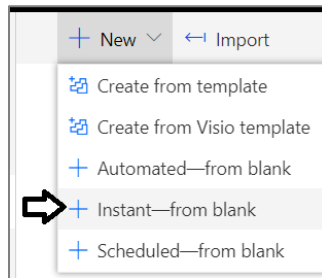 New Import
Create from template
Create from Visio template
Automated—from blank
Instant—from blank
Scheduled—from blank